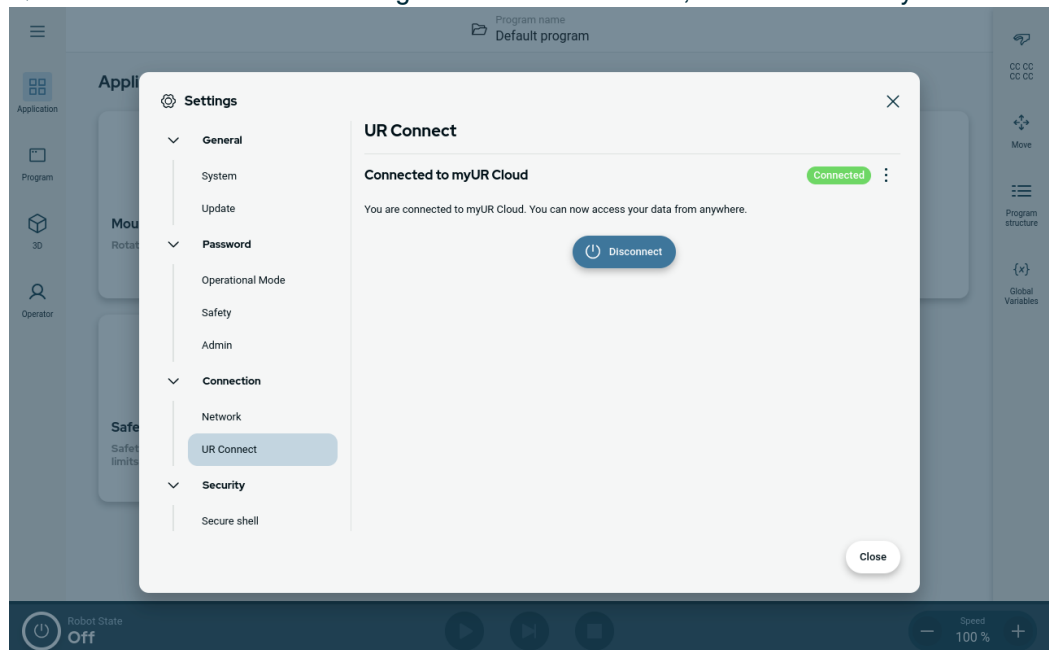 Program name
Default program
CC CC
CC CC
Application
Appli
Settings
General
UR Connect
Move
System
Connected to myUR Cloud
Connected
Program
Update
You are connected to myUR Cloud. You can now access your data from anywhere.
Program
structure
Mou
Rotat
Password
3D
Disconnect
Operational Mode
{x}
Global
Variables
Operator
Safety
Admin
Connection
Network
Safe
Safet
limits
UR Connect
Security
Secure shell
Close
Robot State
Off
Speed
100 %